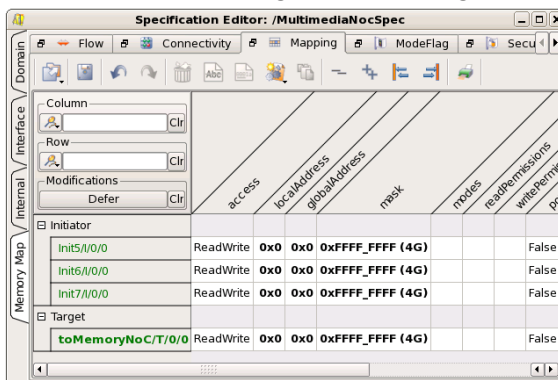 Specification Editor: /MultimediaNocSpec
Flow Connectivity Mapping ModeFlag Secu
Domain
Interface
Internal
Memory Map
Abc
Column
Clr
Row
Clr
Modifications
Defer Clr
access localAddress globalAddress mask modes readPermissions writePermi po
Initiator
Init5/I/0/0 ReadWrite 0x0 0x0 0xFFFF_FFFF (4G) False
Init6/I/0/0 ReadWrite 0x0 0x0 0xFFFF_FFFF (4G) False
Init7/I/0/0 ReadWrite 0x0 0x0 0xFFFF_FFFF (4G) False
Target
toMemoryNoC/T/0/0 ReadWrite 0x0 0x0 0xFFFF_FFFF (4G) False